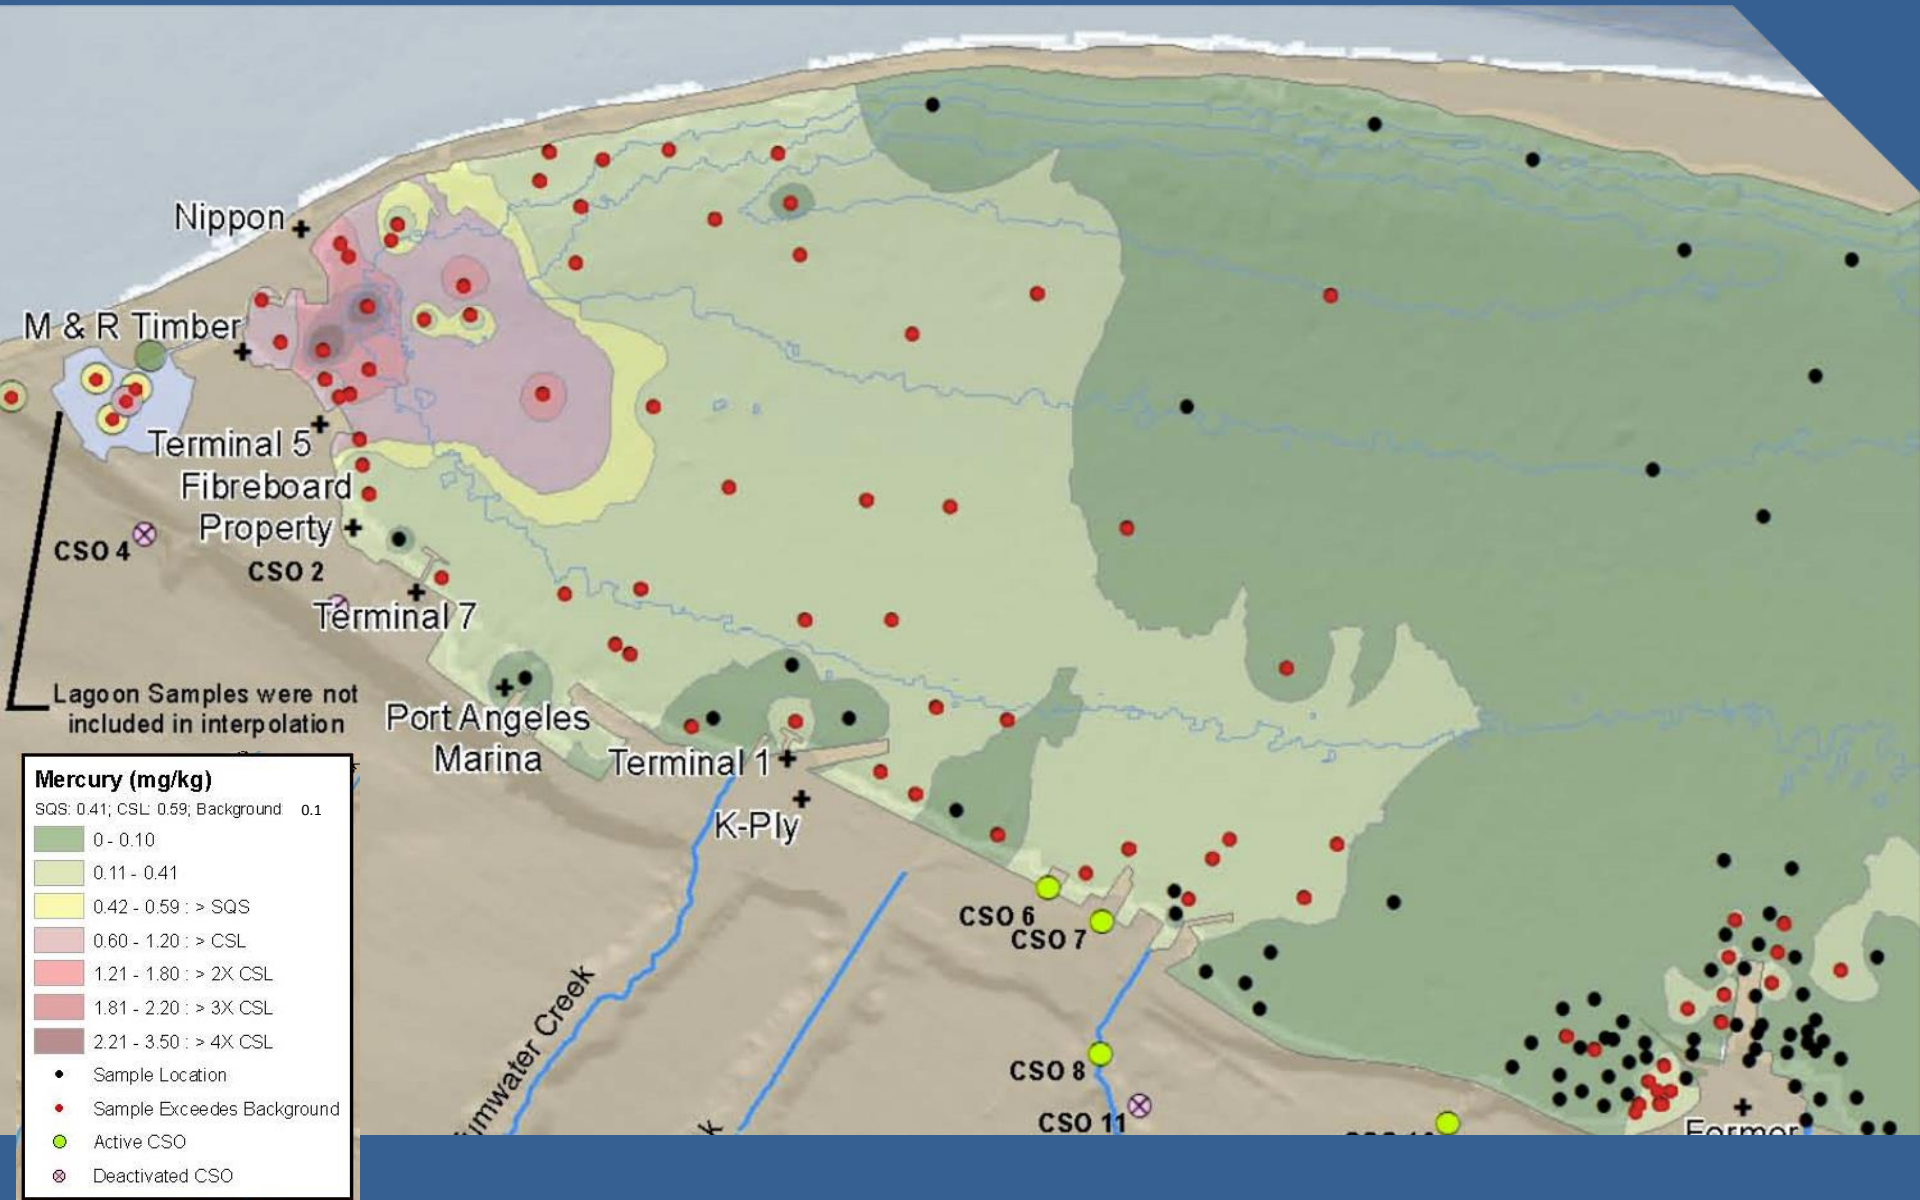 Nippon
M & R Timber
Terminal 5
Fibreboard
Property
CSO 4
CSO 2
Terminal 7
Lagoon Samples were not
included in interpolation
Port Angeles
Marina
Terminal 1
K-Ply
CSO 6
CSO 7
umwater Creek
k
CSO 8
CSO 11
Former
Mercury (mg/kg)
SQS: 0.41; CSL: 0.59; Background 0.1
0 - 0.10
0.11 - 0.41
0.42 - 0.59 : > SQS
0.60 - 1.20 : > CSL
1.21 - 1.80 : > 2X CSL
1.81 - 2.20 : > 3X CSL
2.21 - 3.50 : > 4X CSL
Sample Location
Sample Exceedes Background
Active CSO
Deactivated CSO